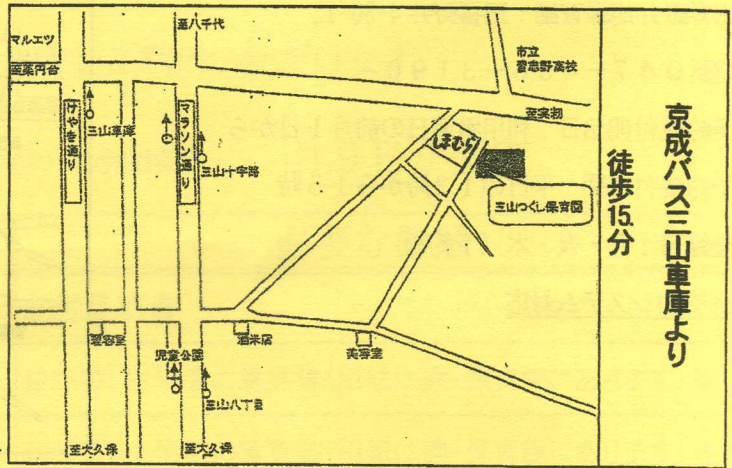 マルエツ
至薬円台
至八千代
市立
習志野高校
至実籾
けやき通り
三山車庫
マラソン通り
三山十字路
しまむら
三山つくし保育園
酒米店
美容室
児童公園
三山八丁目
至大久保
至大久保
京成バス三山車庫より
徒歩15分